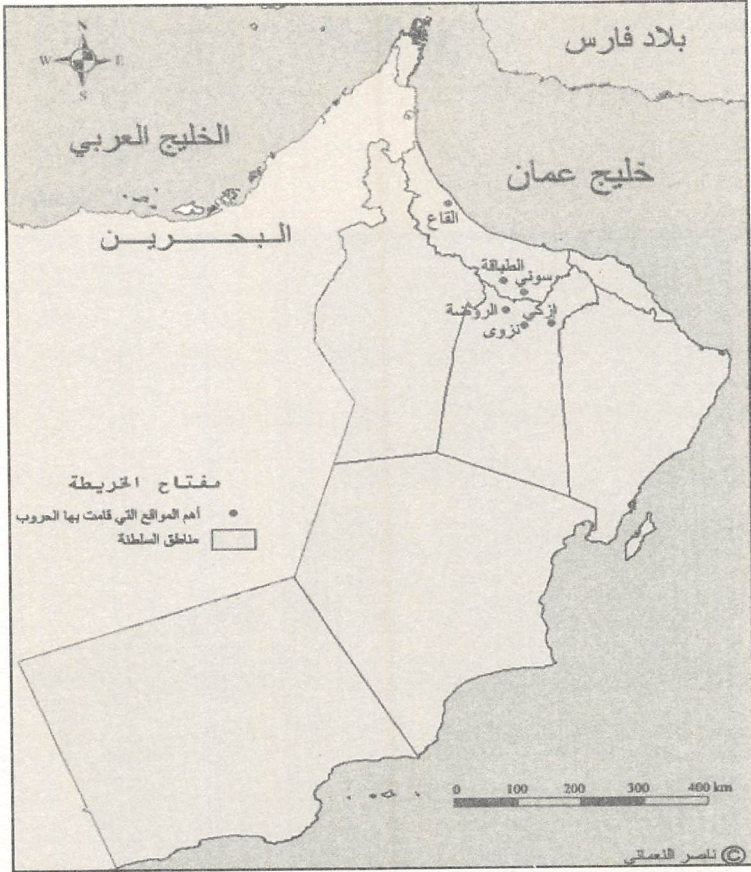 N
W E
S
بلاد فارس
الخليج العربي
خليج عمان
البحرين
القاع
الطباقة
سوني
الروضة
إزكي
نزوى
مفتاح الخريطة
أهم المواقع التي قامت بها الحروب
مناطق السلطنة
0 100 200 300 400 km
© ناصر النعماني